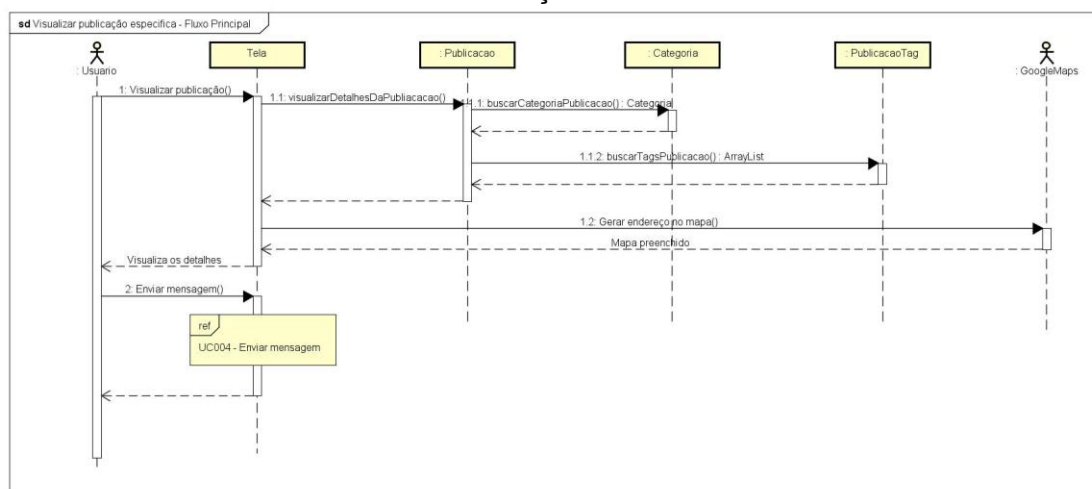 sd Visualizar publicação especifica - Fluxo Principal
: Usuario
Tela
: Publicacao
: Categoria
: PublicacaoTag
: GoogleMaps
1: Visualizar publicação()
1.1: visualizarDetalhesDaPubliacacao()
1.1.1: buscarCategoriaPublicacao() : Categoria
1.1.2: buscarTagsPublicacao() : ArrayList
1.2: Gerar endereço no mapa()
Mapa preenchido
Visualiza os detalhes
2: Enviar mensagem()
ref
UC004 - Enviar mensagem